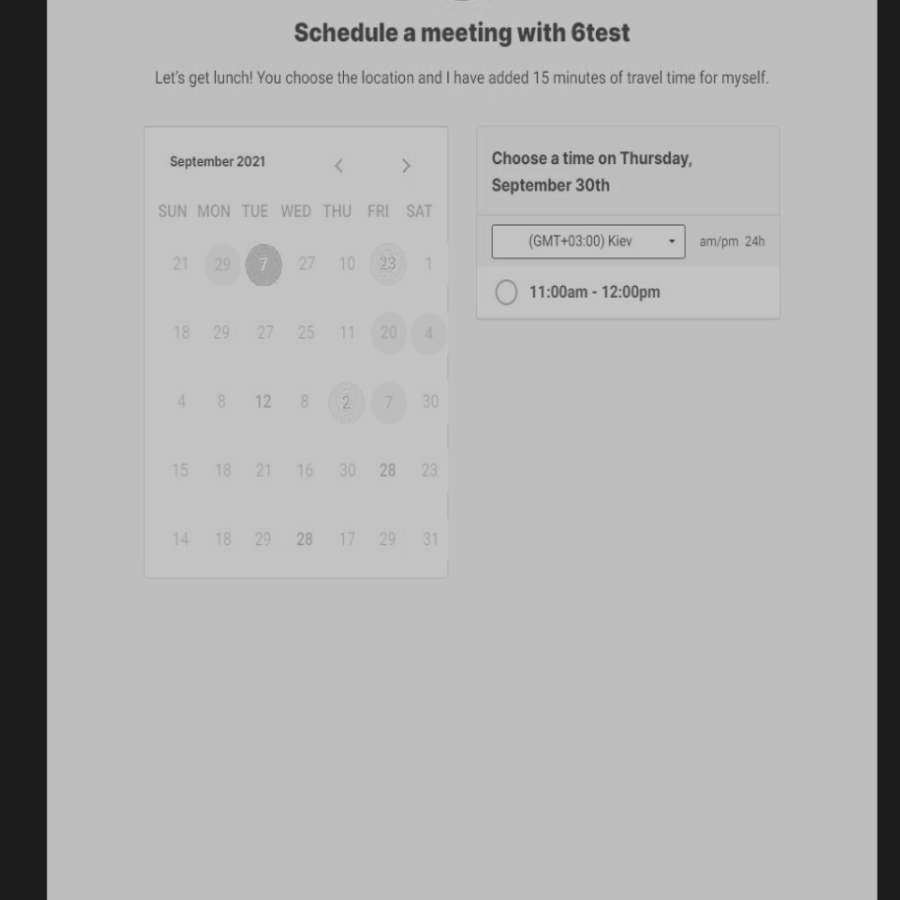 Schedule a meeting with 6test
Let's get lunch! You choose the location and I have added 15 minutes of travel time for myself.
September 2021
SUN MON TUE WED THU FRI SAT
21 29 7 27 10 23 1
18 29 27 25 11 20 4
4 8 12 8 2 7 30
15 18 21 16 30 28 23
14 18 29 28 17 29 31
Choose a time on Thursday,
September 30th
(GMT+03:00) Kiev am/pm 24h
11:00am - 12:00pm